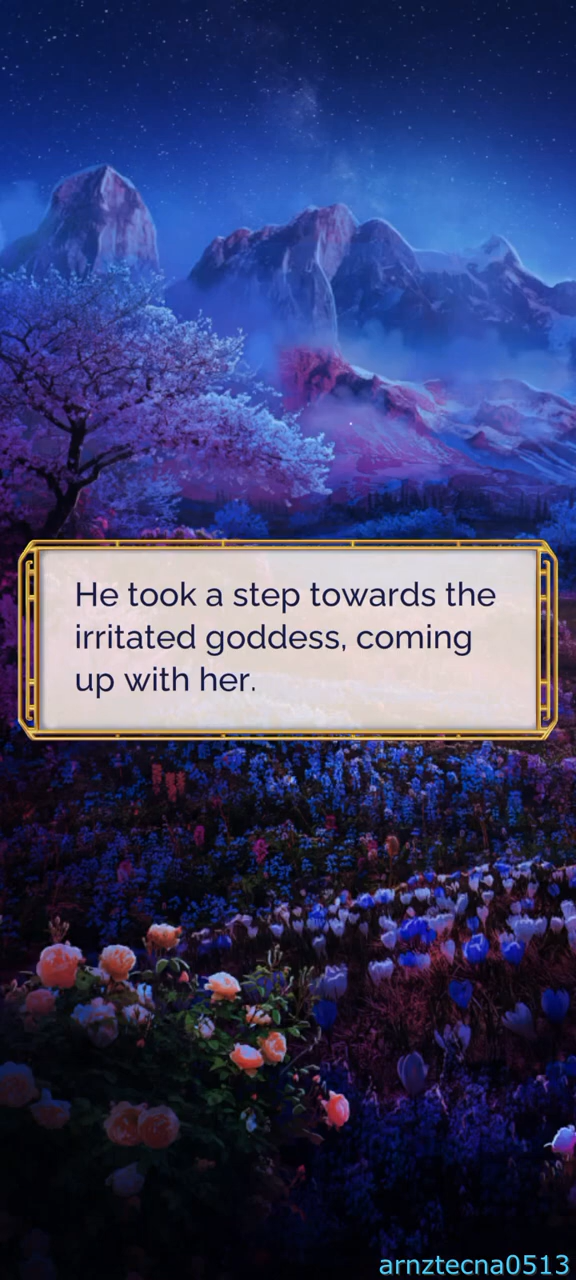 He took a step towards the
irritated goddess, coming
up with her.
arnztecna0513